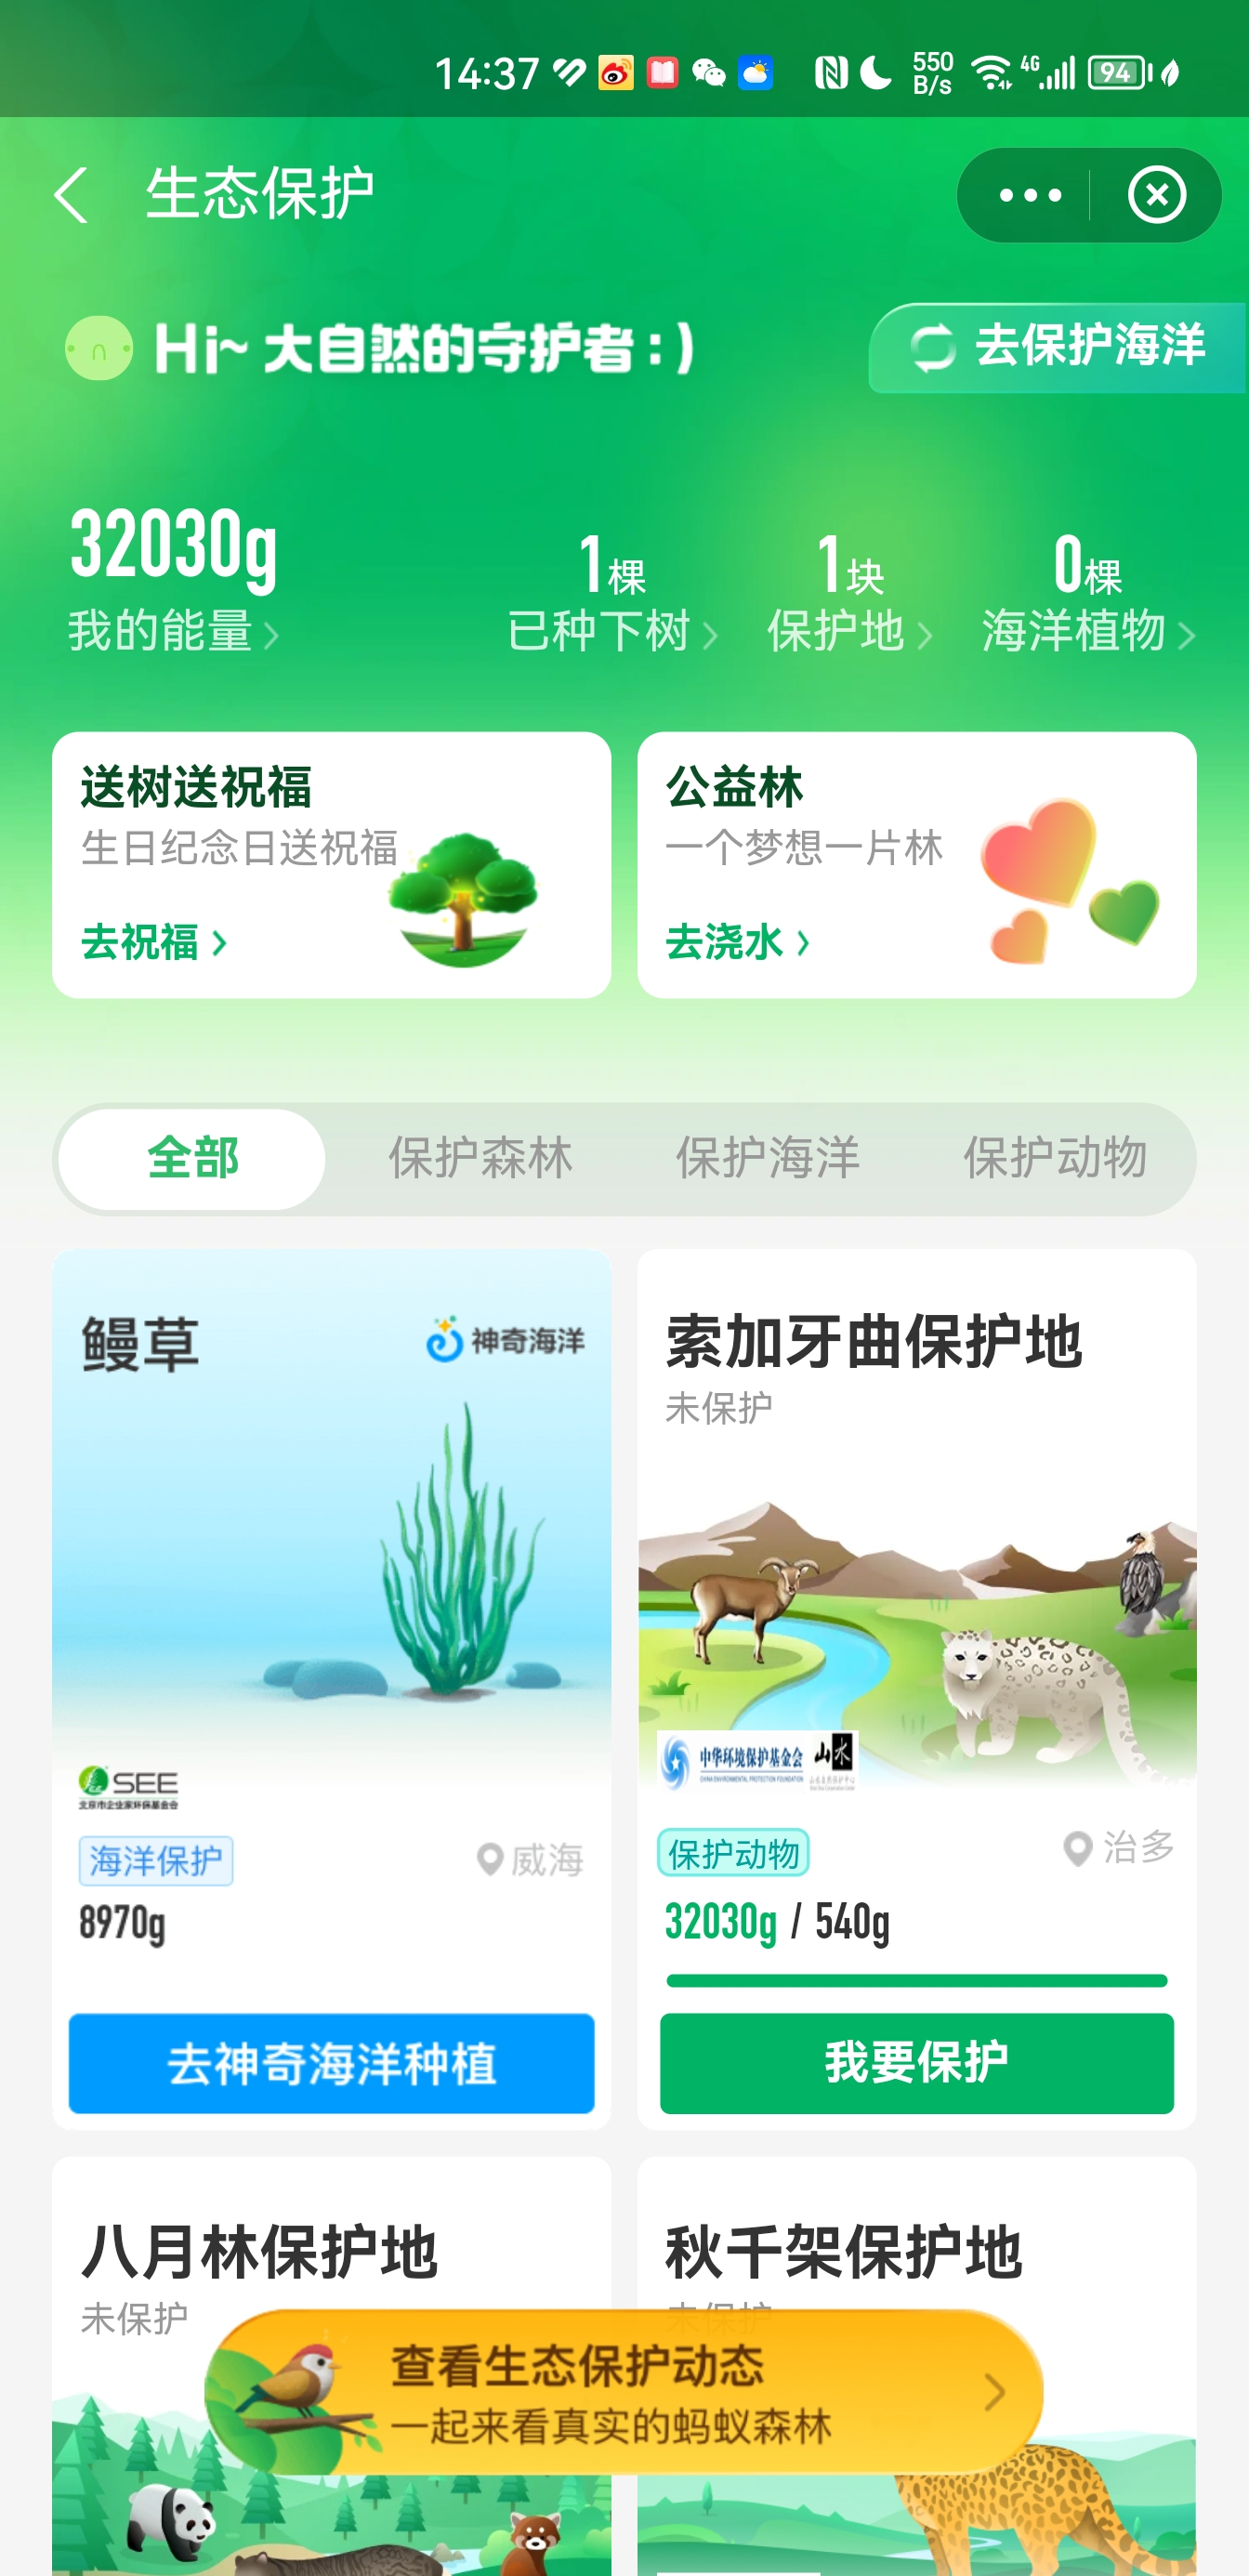 14:37
550
B/s
4G
94
生态保护
Hi~ 大自然的守护者:)
去保护海洋
32030g
我的能量
1棵
已种下树
1块
保护地
0棵
海洋植物
送树送祝福
生日纪念日送祝福
去祝福
公益林
一个梦想一片林
去浇水
全部
保护森林
保护海洋
保护动物
鳗草
神奇海洋
SEE
北京市企业家环保基金会
海洋保护
威海
8970g
去神奇海洋种植
索加牙曲保护地
未保护
中华环境保护基金会
CHINA ENVIRONMENTAL PROTECTION FOUNDATION
山水
保护动物
治多
32030g / 540g
我要保护
八月林保护地
未保护
秋千架保护地
未保护
查看生态保护动态
一起来看真实的蚂蚁森林